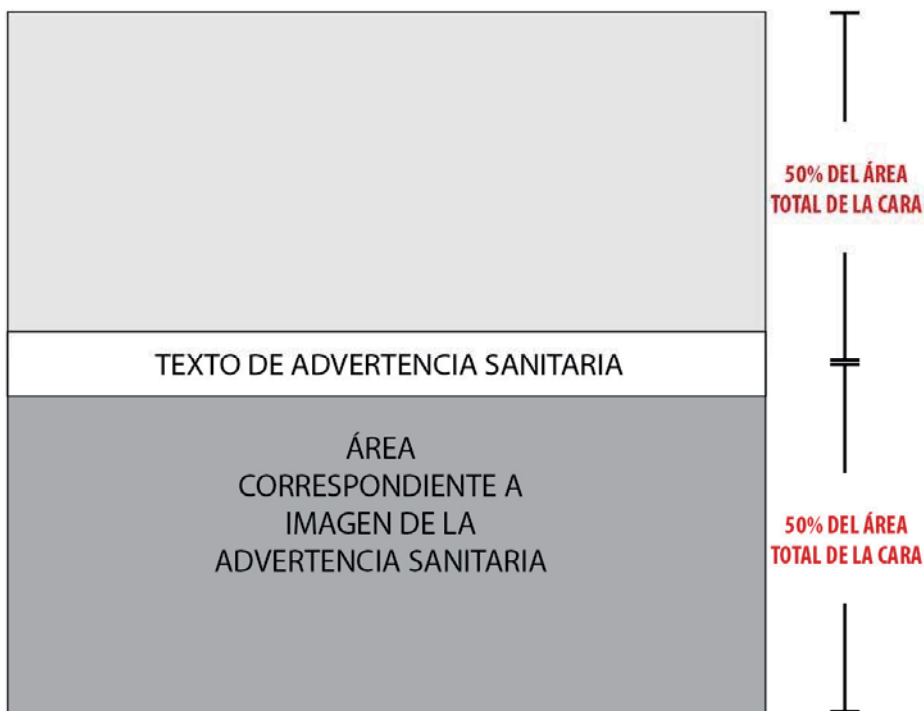 50% DEL ÁREA
TOTAL DE LA CARA
TEXTO DE ADVERTENCIA SANITARIA
ÁREA
CORRESPONDIENTE A
IMAGEN DE LA
ADVERTENCIA SANITARIA
50% DEL ÁREA
TOTAL DE LA CARA